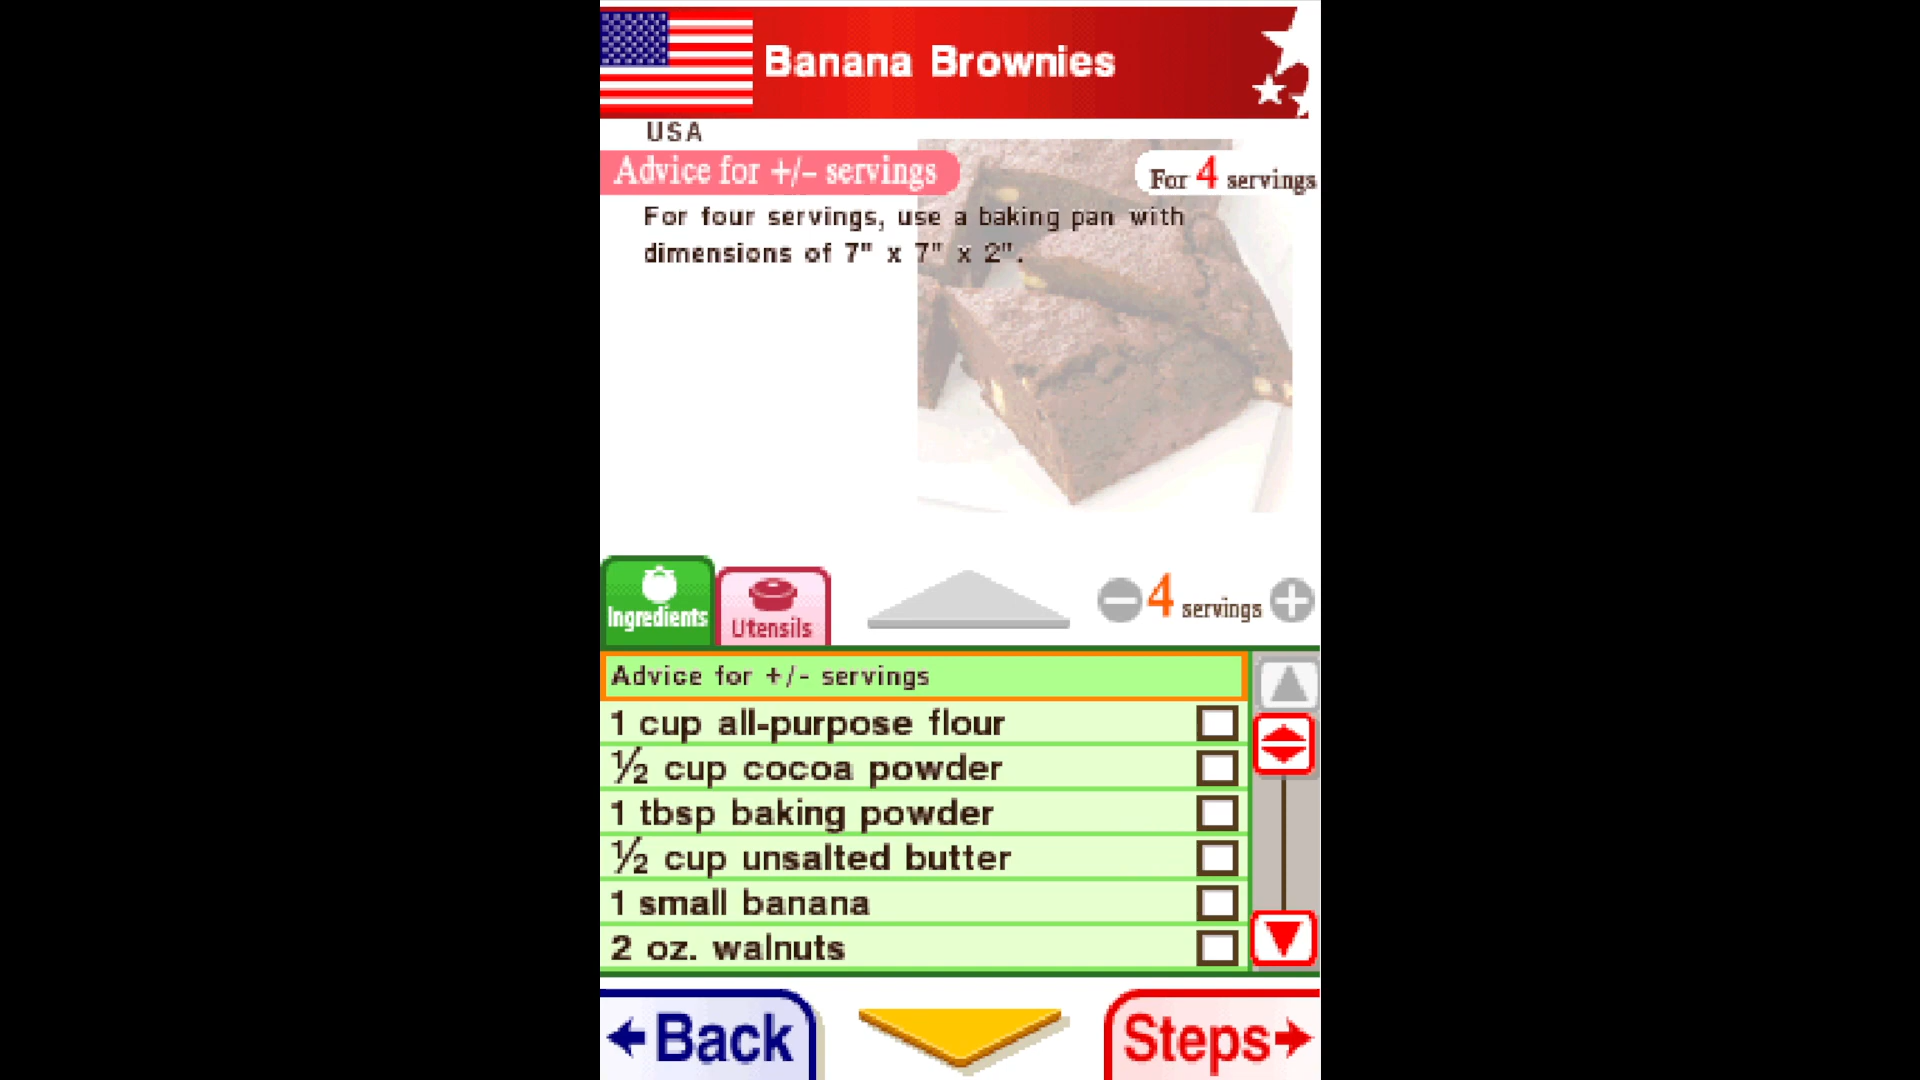 Banana Brownies
USA
Advice for +/- servings
For 4 servings
For four servings, use a baking pan with
dimensions of 7" x 7" x 2".
Ingredients
Utensils
4 servings
Advice for +/- servings
1 cup all-purpose flour
½ cup cocoa powder
1 tbsp baking powder
½ cup unsalted butter
1 small banana
2 oz. walnuts
Back
Steps